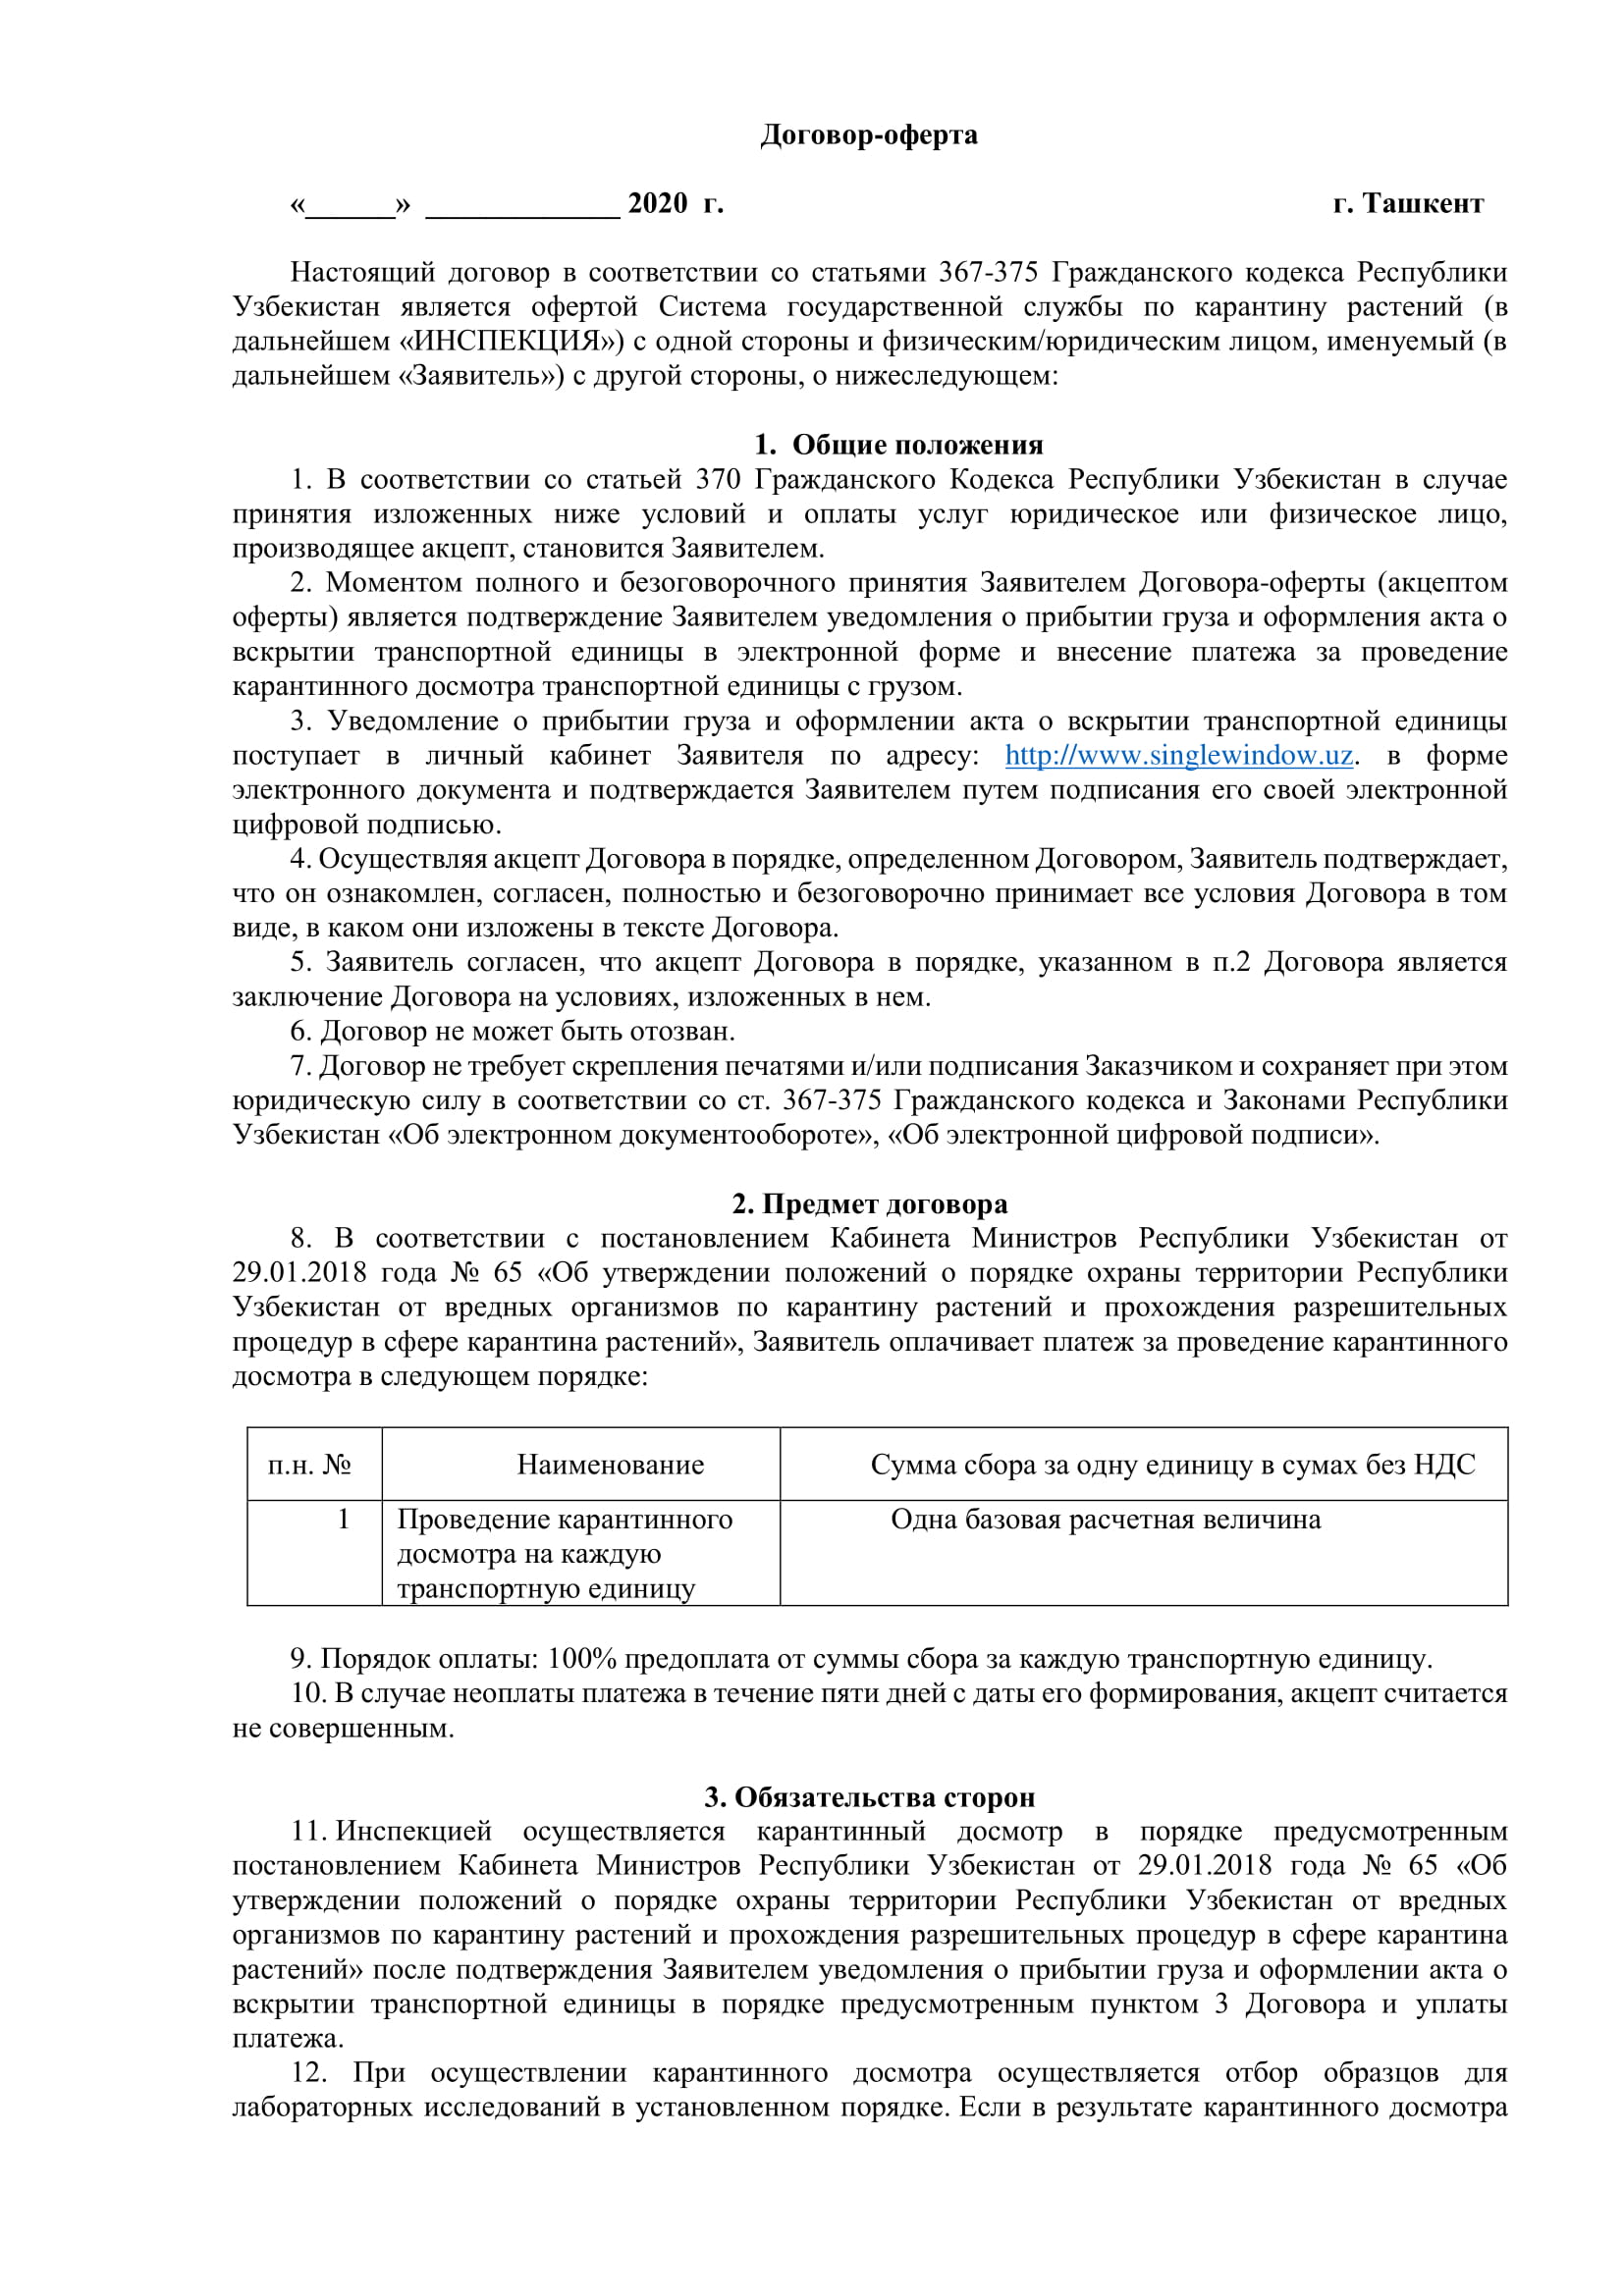 Договор-оферта
«______» _____________ 2020 г. г. Ташкент
Настоящий договор в соответствии со статьями 367-375 Гражданского кодекса Республики
Узбекистан является офертой Система государственной службы по карантину растений (в
дальнейшем «ИНСПЕКЦИЯ») с одной стороны и физическим/юридическим лицом, именуемый (в
дальнейшем «Заявитель») с другой стороны, о нижеследующем:
1. Общие положения
1. В соответствии со статьей 370 Гражданского Кодекса Республики Узбекистан в случае
принятия изложенных ниже условий и оплаты услуг юридическое или физическое лицо,
производящее акцепт, становится Заявителем.
2. Моментом полного и безоговорочного принятия Заявителем Договора-оферты (акцептом
оферты) является подтверждение Заявителем уведомления о прибытии груза и оформления акта о
вскрытии транспортной единицы в электронной форме и внесение платежа за проведение
карантинного досмотра транспортной единицы с грузом.
3. Уведомление о прибытии груза и оформлении акта о вскрытии транспортной единицы
поступает в личный кабинет Заявителя по адресу: http://www.singlewindow.uz. в форме
электронного документа и подтверждается Заявителем путем подписания его своей электронной
цифровой подписью.
4. Осуществляя акцепт Договора в порядке, определенном Договором, Заявитель подтверждает,
что он ознакомлен, согласен, полностью и безоговорочно принимает все условия Договора в том
виде, в каком они изложены в тексте Договора.
5. Заявитель согласен, что акцепт Договора в порядке, указанном в п.2 Договора является
заключение Договора на условиях, изложенных в нем.
6. Договор не может быть отозван.
7. Договор не требует скрепления печатями и/или подписания Заказчиком и сохраняет при этом
юридическую силу в соответствии со ст. 367-375 Гражданского кодекса и Законами Республики
Узбекистан «Об электронном документообороте», «Об электронной цифровой подписи».
2. Предмет договора
8. В соответствии с постановлением Кабинета Министров Республики Узбекистан от
29.01.2018 года № 65 «Об утверждении положений о порядке охраны территории Республики
Узбекистан от вредных организмов по карантину растений и прохождения разрешительных
процедур в сфере карантина растений», Заявитель оплачивает платеж за проведение карантинного
досмотра в следующем порядке:
п.н. № Наименование Сумма сбора за одну единицу в сумах без НДС
1 Проведение карантинного Одна базовая расчетная величина
досмотра на каждую
транспортную единицу
9. Порядок оплаты: 100% предоплата от суммы сбора за каждую транспортную единицу.
10. В случае неоплаты платежа в течение пяти дней с даты его формирования, акцепт считается
не совершенным.
3. Обязательства сторон
11. Инспекцией осуществляется карантинный досмотр в порядке предусмотренным
постановлением Кабинета Министров Республики Узбекистан от 29.01.2018 года № 65 «Об
утверждении положений о порядке охраны территории Республики Узбекистан от вредных
организмов по карантину растений и прохождения разрешительных процедур в сфере карантина
растений» после подтверждения Заявителем уведомления о прибытии груза и оформлении акта о
вскрытии транспортной единицы в порядке предусмотренным пунктом 3 Договора и уплаты
платежа.
12. При осуществлении карантинного досмотра осуществляется отбор образцов для
лабораторных исследований в установленном порядке. Если в результате карантинного досмотра